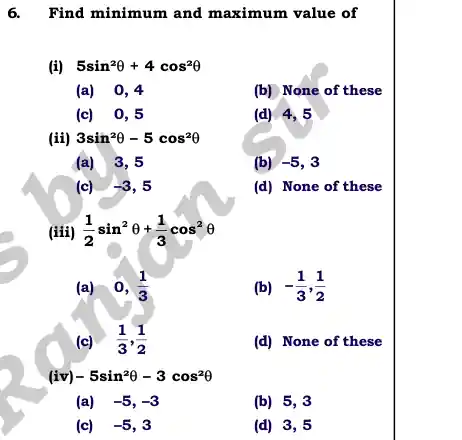 6. Find minimum and maximum value of
(i) 5sin²θ + 4 cos²θ
(a) 0, 4 (b) None of these
(c) 0, 5 (d) 4, 5
(ii) 3sin²θ – 5 cos²θ
(a) 3, 5 (b) –5, 3
(c) –3, 5 (d) None of these
(iii) 1/2 sin² θ + 1/3 cos² θ
(a) 0, 1/3 (b) –1/3, 1/2
(c) 1/3, 1/2 (d) None of these
(iv) – 5sin²θ – 3 cos²θ
(a) –5, –3 (b) 5, 3
(c) –5, 3 (d) 3, 5
s by Ranjan sir